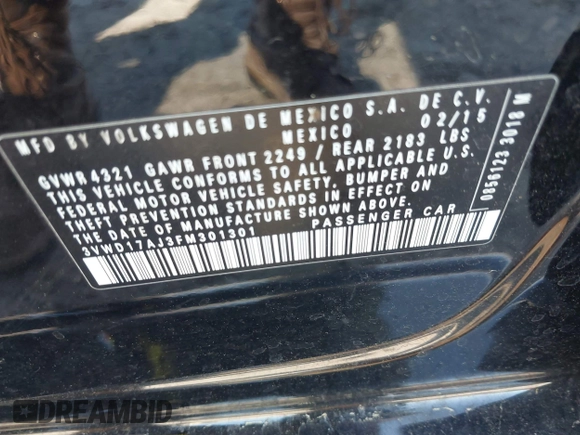 MFD BY VOLKSWAGEN DE MEXICO S.A. DE C.V.
MEXICO 02/15
GVWR 4321 GAWR FRONT 2249 / REAR 2183 LBS
THIS VEHICLE CONFORMS TO ALL APPLICABLE U.S.
FEDERAL MOTOR VEHICLE SAFETY, BUMPER AND
THEFT PREVENTION STANDARDS IN EFFECT ON
THE DATE OF MANUFACTURE SHOWN ABOVE.
3VWD17AJ3FM301301 PASSENGER CAR
0650123 3018 M
DREAMBID